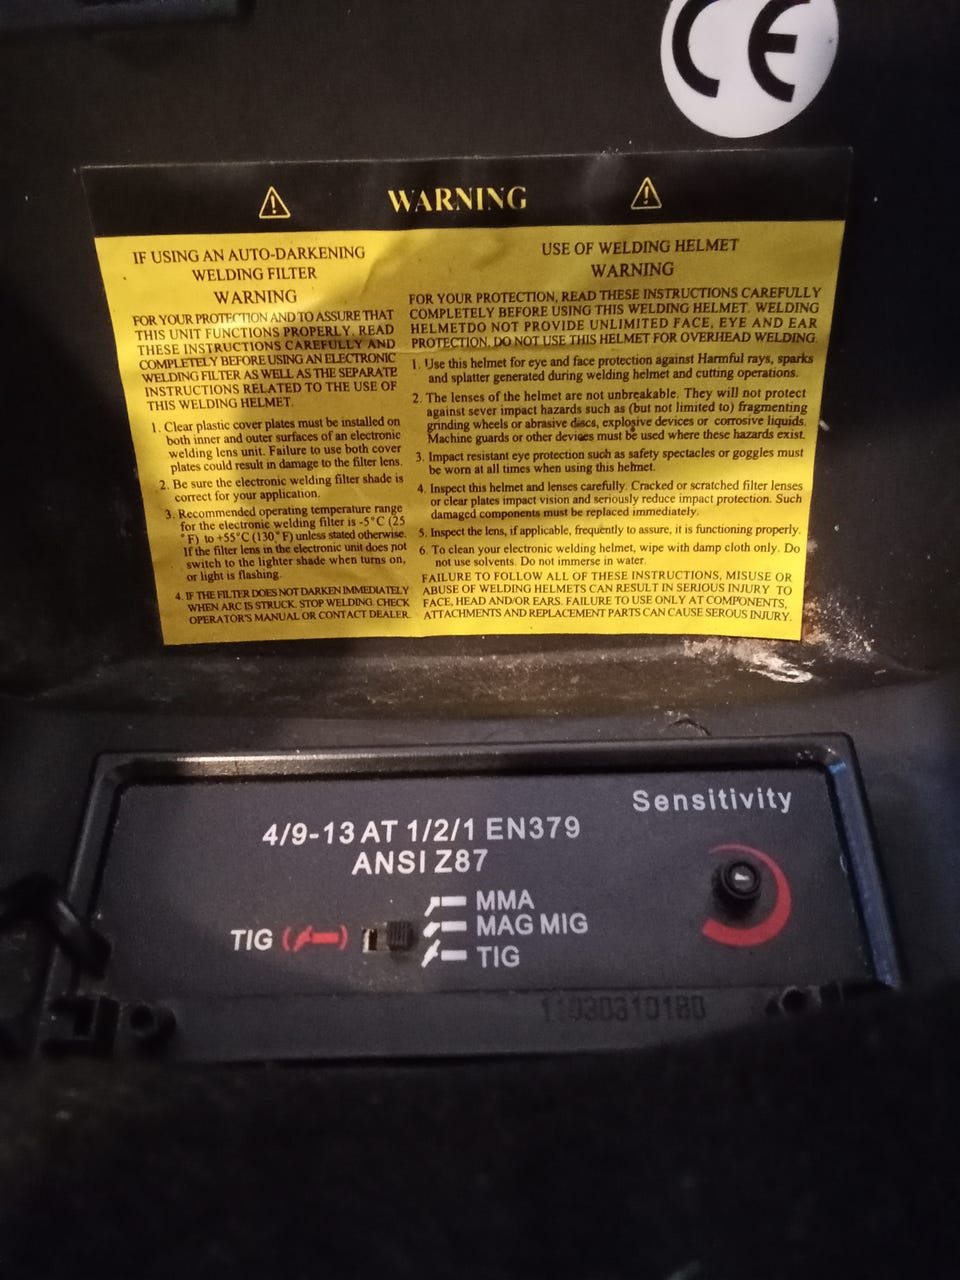 CE
WARNING
IF USING AN AUTO-DARKENING
WELDING FILTER
WARNING
FOR YOUR PROTECTION AND TO ASSURE THAT
THIS UNIT FUNCTIONS PROPERLY, READ
THESE INSTRUCTIONS CAREFULLY AND
COMPLETELY BEFORE USING AN ELECTRONIC
WELDING FILTER AS WELL AS THE SEPARATE
INSTRUCTIONS RELATED TO THE USE OF
THIS WELDING HELMET.
1. Clear plastic cover plates must be installed on
both inner and outer surfaces of an electronic
welding lens unit. Failure to use both cover
plates could result in damage to the filter lens.
2. Be sure the electronic welding filter shade is
correct for your application.
3. Recommended operating temperature range
for the electronic welding filter is -5°C (25
°F) to +55°C (130°F) unless stated otherwise.
If the filter lens in the electronic unit does not
switch to the lighter shade when turns on,
or light is flashing.
4. IF THE FILTER DOES NOT DARKEN IMMEDIATELY
WHEN ARC IS STRUCK. STOP WELDING. CHECK
OPERATOR'S MANUAL OR CONTACT DEALER.
USE OF WELDING HELMET
WARNING
FOR YOUR PROTECTION, READ THESE INSTRUCTIONS CAREFULLY
COMPLETELY BEFORE USING THIS WELDING HELMET. WELDING
HELMETDO NOT PROVIDE UNLIMITED FACE, EYE AND EAR
PROTECTION. DO NOT USE THIS HELMET FOR OVERHEAD WELDING.
1. Use this helmet for eye and face protection against Harmful rays, sparks
and splatter generated during welding helmet and cutting operations.
2. The lenses of the helmet are not unbreakable. They will not protect
against sever impact hazards such as (but not limited to) fragmenting
grinding wheels or abrasive discs, explosive devices or corrosive liquids.
Machine guards or other devices must be used where these hazards exist.
3. Impact resistant eye protection such as safety spectacles or goggles must
be worn at all times when using this helmet.
4. Inspect this helmet and lenses carefully. Cracked or scratched filter lenses
or clear plates impact vision and seriously reduce impact protection. Such
damaged components must be replaced immediately.
5. Inspect the lens, if applicable, frequently to assure, it is functioning properly.
6. To clean your electronic welding helmet, wipe with damp cloth only. Do
not use solvents. Do not immerse in water.
FAILURE TO FOLLOW ALL OF THESE INSTRUCTIONS, MISUSE OR
ABUSE OF WELDING HELMETS CAN RESULT IN SERIOUS INJURY TO
FACE, HEAD AND/OR EARS. FAILURE TO USE ONLY AT COMPONENTS,
ATTACHMENTS AND REPLACEMENT PARTS CAN CAUSE SEROUS INJURY.
Sensitivity
4/9-13 AT 1/2/1 EN379
ANSI Z87
MMA
MAG MIG
TIG
TIG